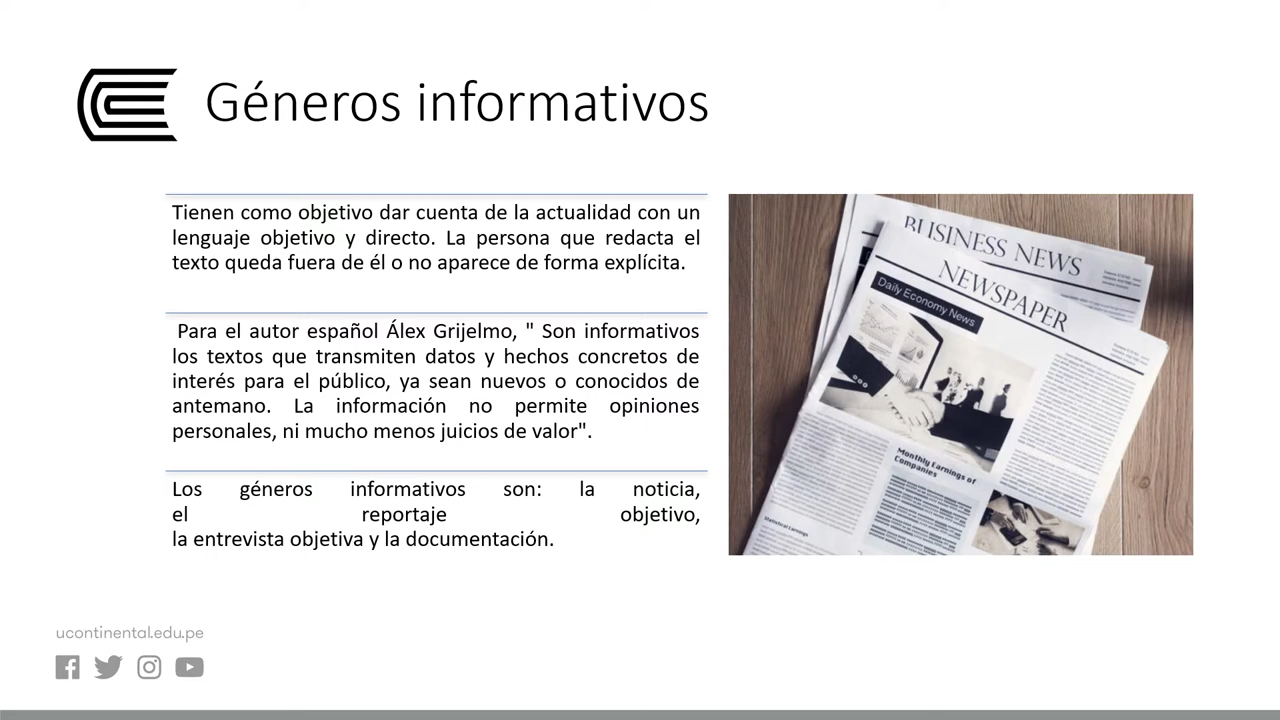 Géneros informativos
Tienen como objetivo dar cuenta de la actualidad con un
lenguaje objetivo y directo. La persona que redacta el
texto queda fuera de él o no aparece de forma explícita.
Para el autor español Álex Grijelmo, " Son informativos
los textos que transmiten datos y hechos concretos de
interés para el público, ya sean nuevos o conocidos de
antemano. La información no permite opiniones
personales, ni mucho menos juicios de valor".
Los géneros informativos son: la noticia,
el reportaje objetivo,
la entrevista objetiva y la documentación.
BUSINESS NEWS
NEWSPAPER
Daily Economy News
Monthly Earnings of
Companies
Statistical Earnings
ucontinental.edu.pe